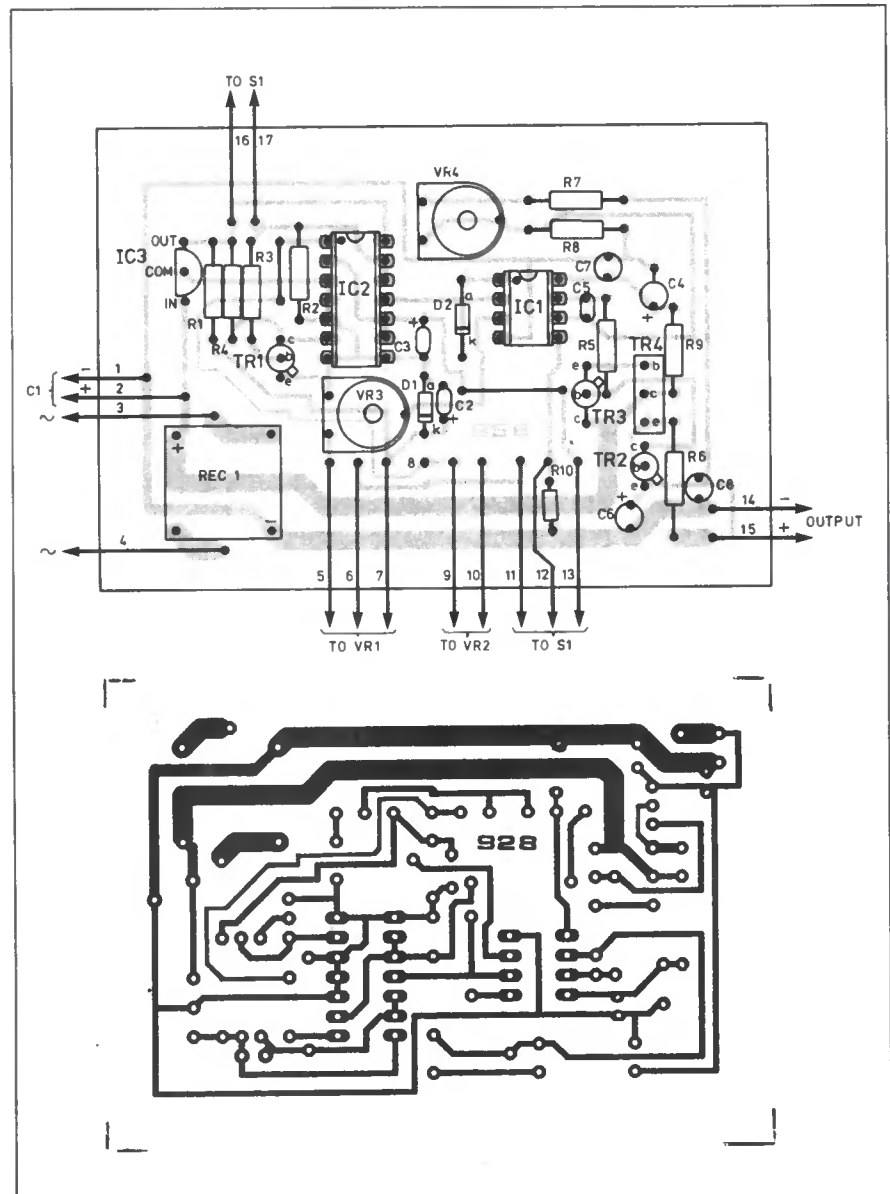 TO S1
16 17
VR4
R7
R8
OUT
IC3
COM
IN
R3
R1
R4
R2
IC2
TR1
c
b
e
C3
+
D2
a
k
IC1
C7
C5
C4
+
R5
TR4
R9
e
b
c
TR3
b
c
e
C1
-
1
+
2
~
3
VR3
D1
a
k
C2
+
928
TR2
c
b
e
R6
C8
+
-
REC 1
8
R10
C6
+
14 -
OUTPUT
15 +
~
4
5 6 7
9 10
11 12 13
TO VR1
TO VR2
TO S1
928